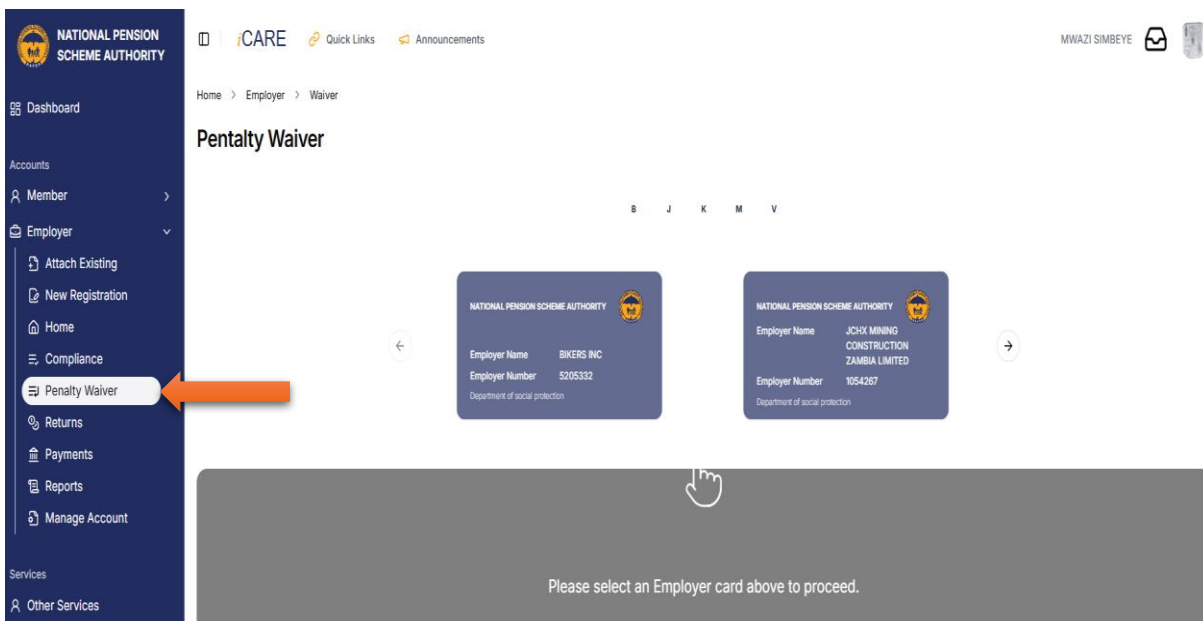 NATIONAL PENSION
SCHEME AUTHORITY
iCARE
Quick Links
Announcements
MWAZI SIMBEYE
Dashboard
Accounts
Member
Employer
Attach Existing
New Registration
Home
Compliance
Penalty Waiver
Returns
Payments
Reports
Manage Account
Services
Other Services
Home > Employer > Waiver
Pentalty Waiver
B J K M V
NATIONAL PENSION SCHEME AUTHORITY
Employer Name BIKERS INC
Employer Number 5205332
Department of social protection
NATIONAL PENSION SCHEME AUTHORITY
Employer Name JCHX MINING
CONSTRUCTION
ZAMBIA LIMITED
Employer Number 1054267
Department of social protection
Please select an Employer card above to proceed.